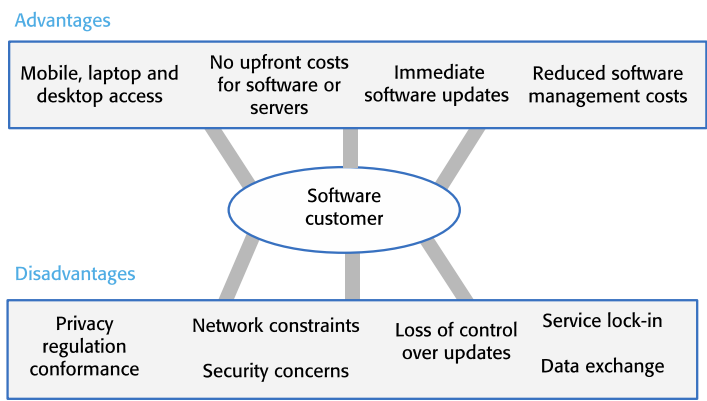 Advantages
Mobile, laptop and
desktop access
No upfront costs
for software or
servers
Immediate
software updates
Reduced software
management costs
Software
customer
Disadvantages
Privacy
regulation
conformance
Network constraints
Security concerns
Loss of control
over updates
Service lock-in
Data exchange